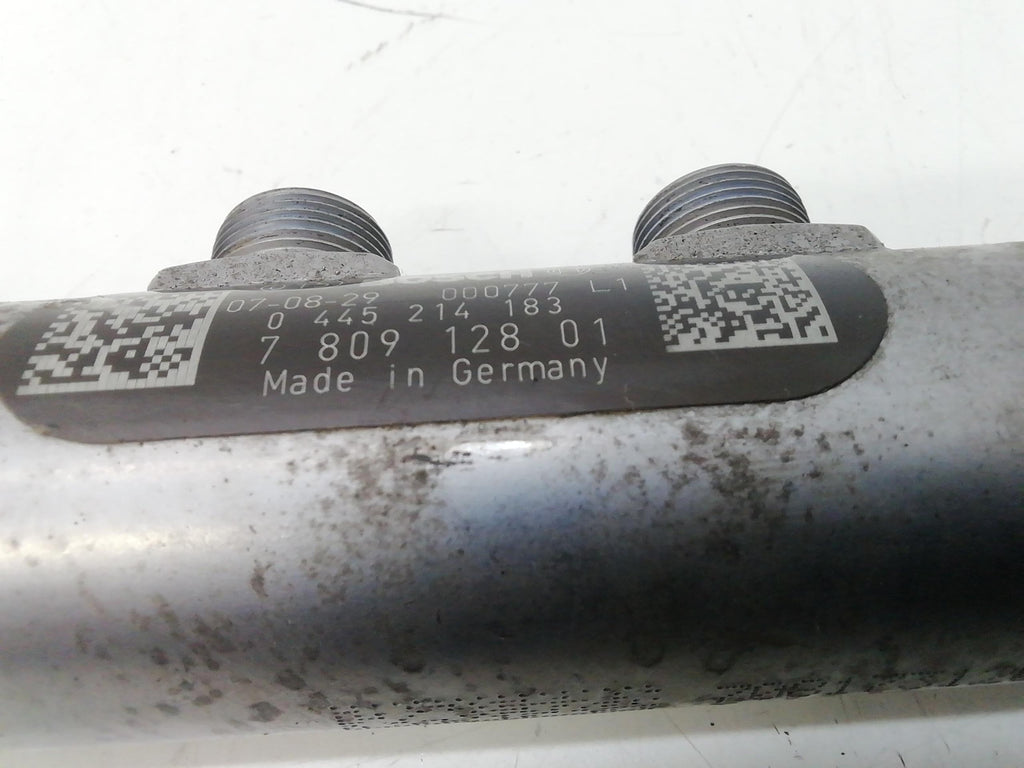 07-08-29 000777 L1
0 445 214 183
7 809 128 01
Made in Germany